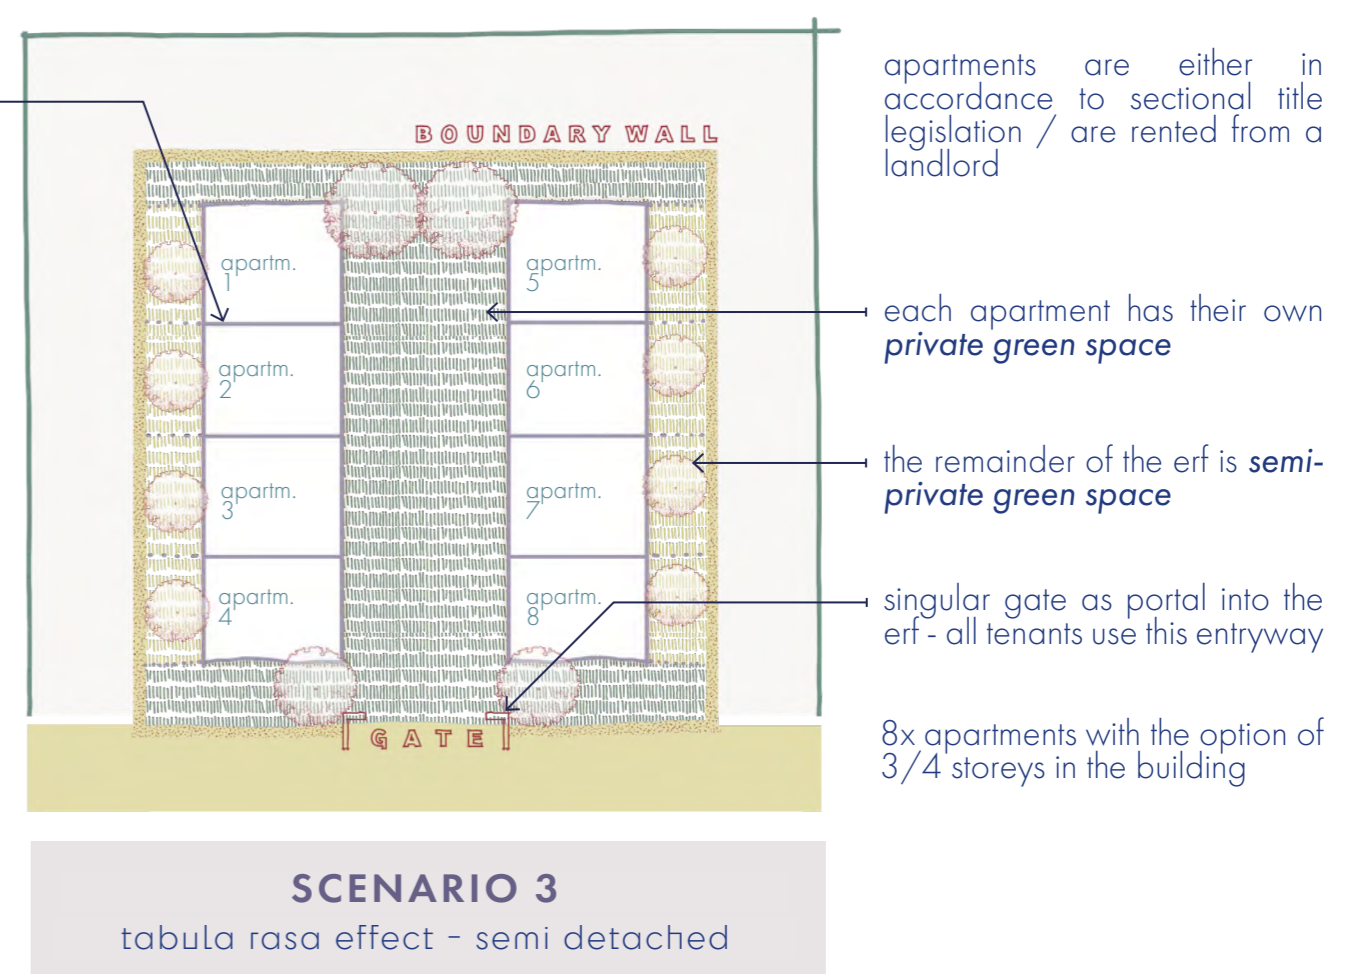 apartments are either in
accordance to sectional title
legislation / are rented from a
landlord
BOUNDARY WALL
apartm.
1
apartm.
5
each apartment has their own
private green space
apartm.
2
apartm.
6
the remainder of the erf is semi-
private green space
apartm.
3
apartm.
7
apartm.
4
apartm.
8
singular gate as portal into the
erf - all tenants use this entryway
GATE
8x apartments with the option of
3/4 storeys in the building
SCENARIO 3
tabula rasa effect - semi detached